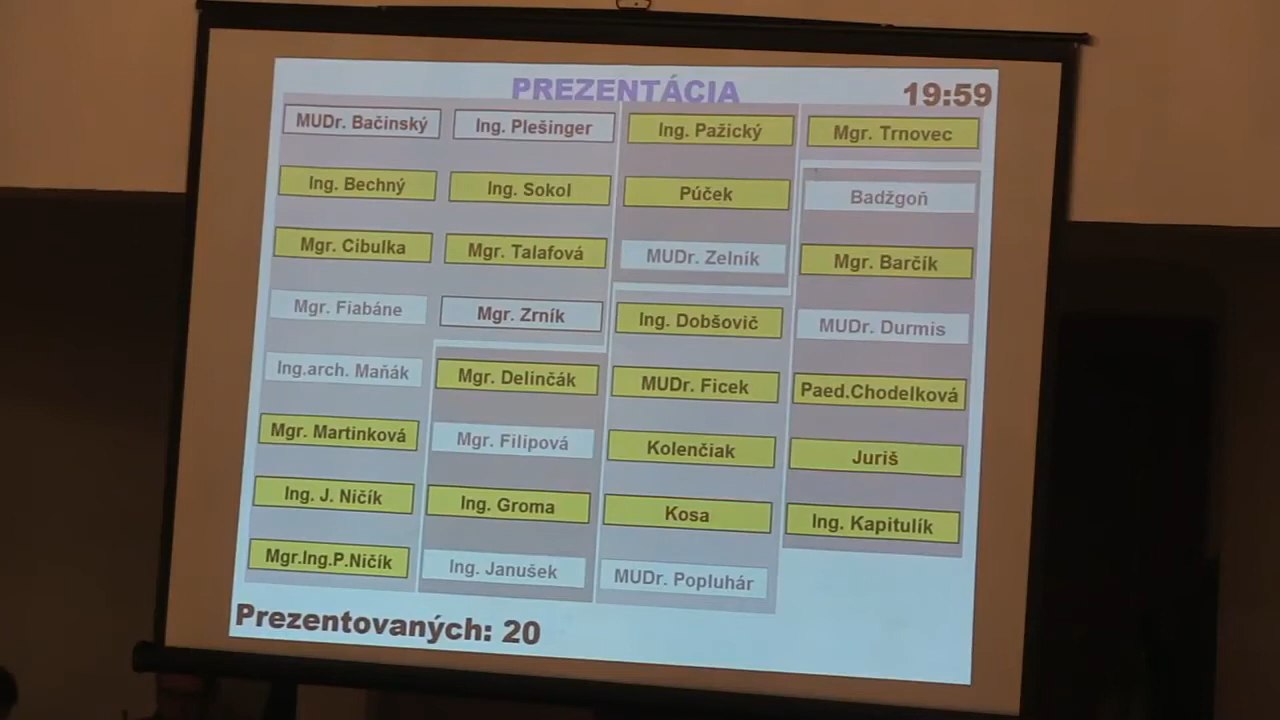 PREZENTÁCIA 19:59
MUDr. Bačinský Ing. Plešinger Ing. Pažický Mgr. Trnovec
Ing. Bechný Ing. Sokol Púček Badžgoň
Mgr. Cibulka Mgr. Talafová MUDr. Zelník Mgr. Barčík
Mgr. Fiabáne Mgr. Zrník Ing. Dobšovič MUDr. Durmis
Ing.arch. Maňák Mgr. Delinčák MUDr. Ficek Paed.Chodelková
Mgr. Martinková Mgr. Filipová Kolenčiak Juriš
Ing. J. Ničík Ing. Groma Kosa Ing. Kapitulík
Mgr.Ing.P.Ničík Ing. Janušek MUDr. Popluhár
Prezentovaných: 20